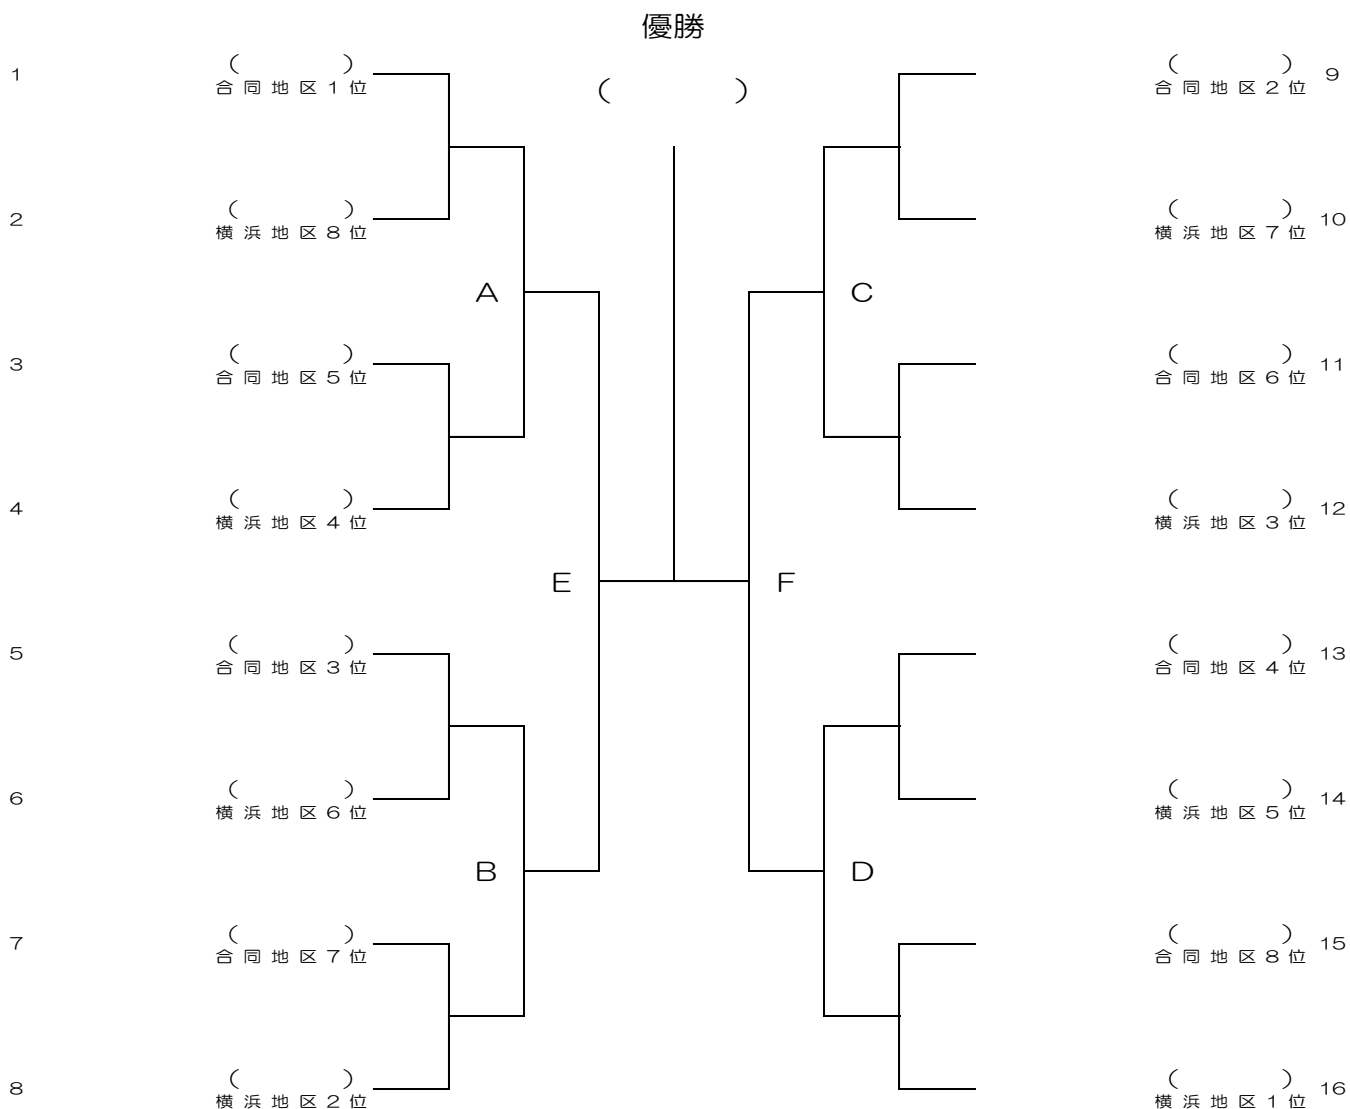 優勝
(　　　)
1 (　　　) 合同地区1位
2 (　　　) 横浜地区8位
A
3 (　　　) 合同地区5位
4 (　　　) 横浜地区4位
E
5 (　　　) 合同地区3位
6 (　　　) 横浜地区6位
B
7 (　　　) 合同地区7位
8 (　　　) 横浜地区2位
(　　　) 合同地区2位 9
(　　　) 横浜地区7位 10
C
(　　　) 合同地区6位 11
(　　　) 横浜地区3位 12
F
(　　　) 合同地区4位 13
(　　　) 横浜地区5位 14
D
(　　　) 合同地区8位 15
(　　　) 横浜地区1位 16